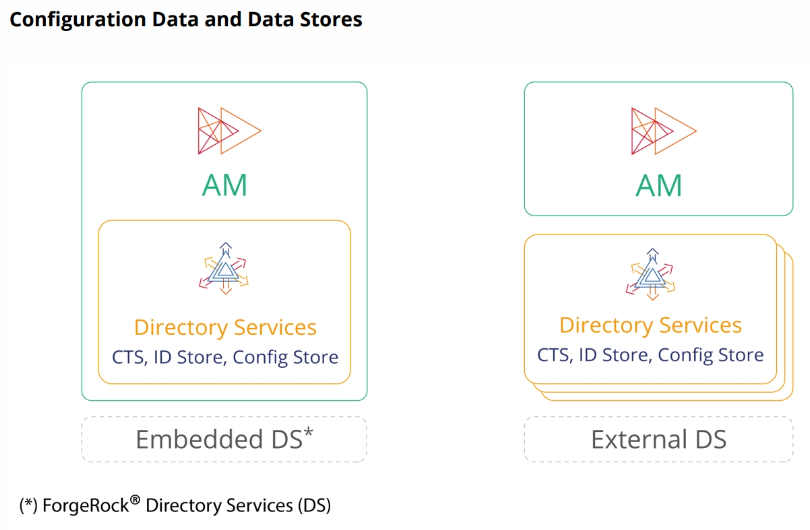 Configuration Data and Data Stores
AM
Directory Services
CTS, ID Store, Config Store
Embedded DS*
AM
Directory Services
CTS, ID Store, Config Store
External DS
(*) ForgeRock® Directory Services (DS)